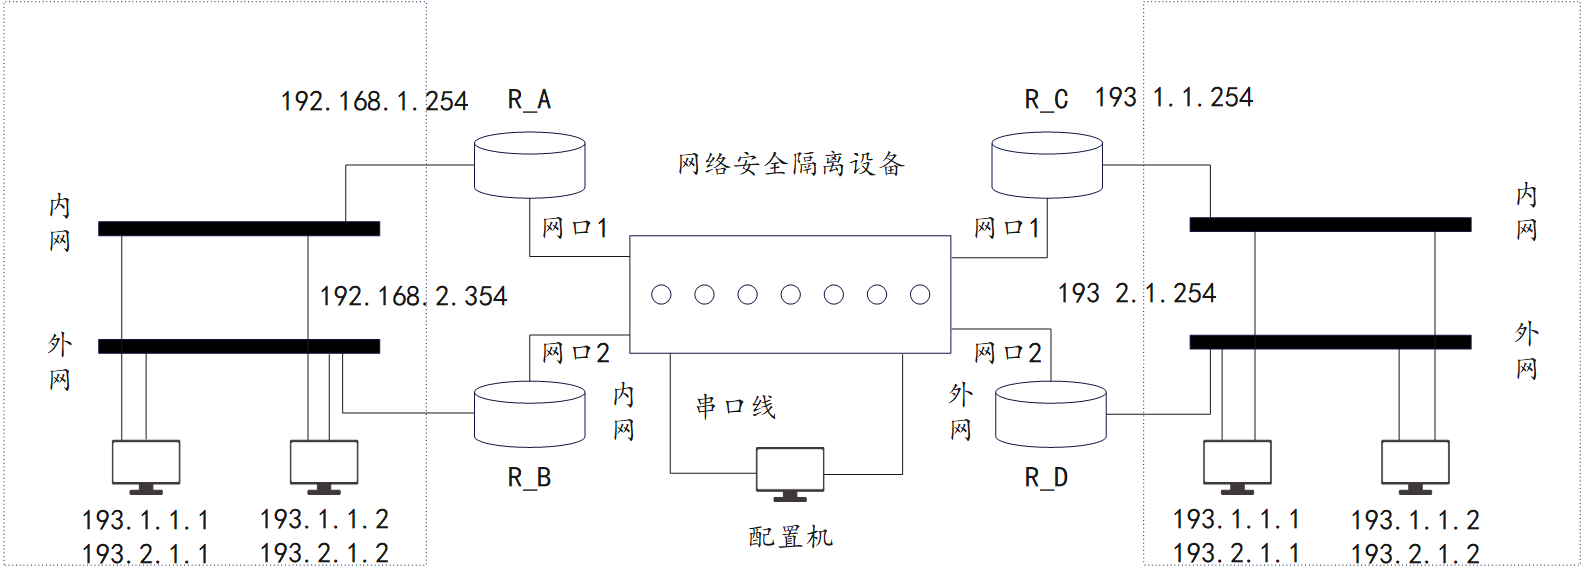 192.168.1.254
R_A
R_C
193 1.1.254
网络安全隔离设备
内网
网口1
网口1
内网
192.168.2.354
193 2.1.254
外网
网口2
网口2
外网
内网
串口线
外网
R_B
R_D
193.1.1.1
193.2.1.1
193.1.1.2
193.2.1.2
配置机
193.1.1.1
193.2.1.1
193.1.1.2
193.2.1.2